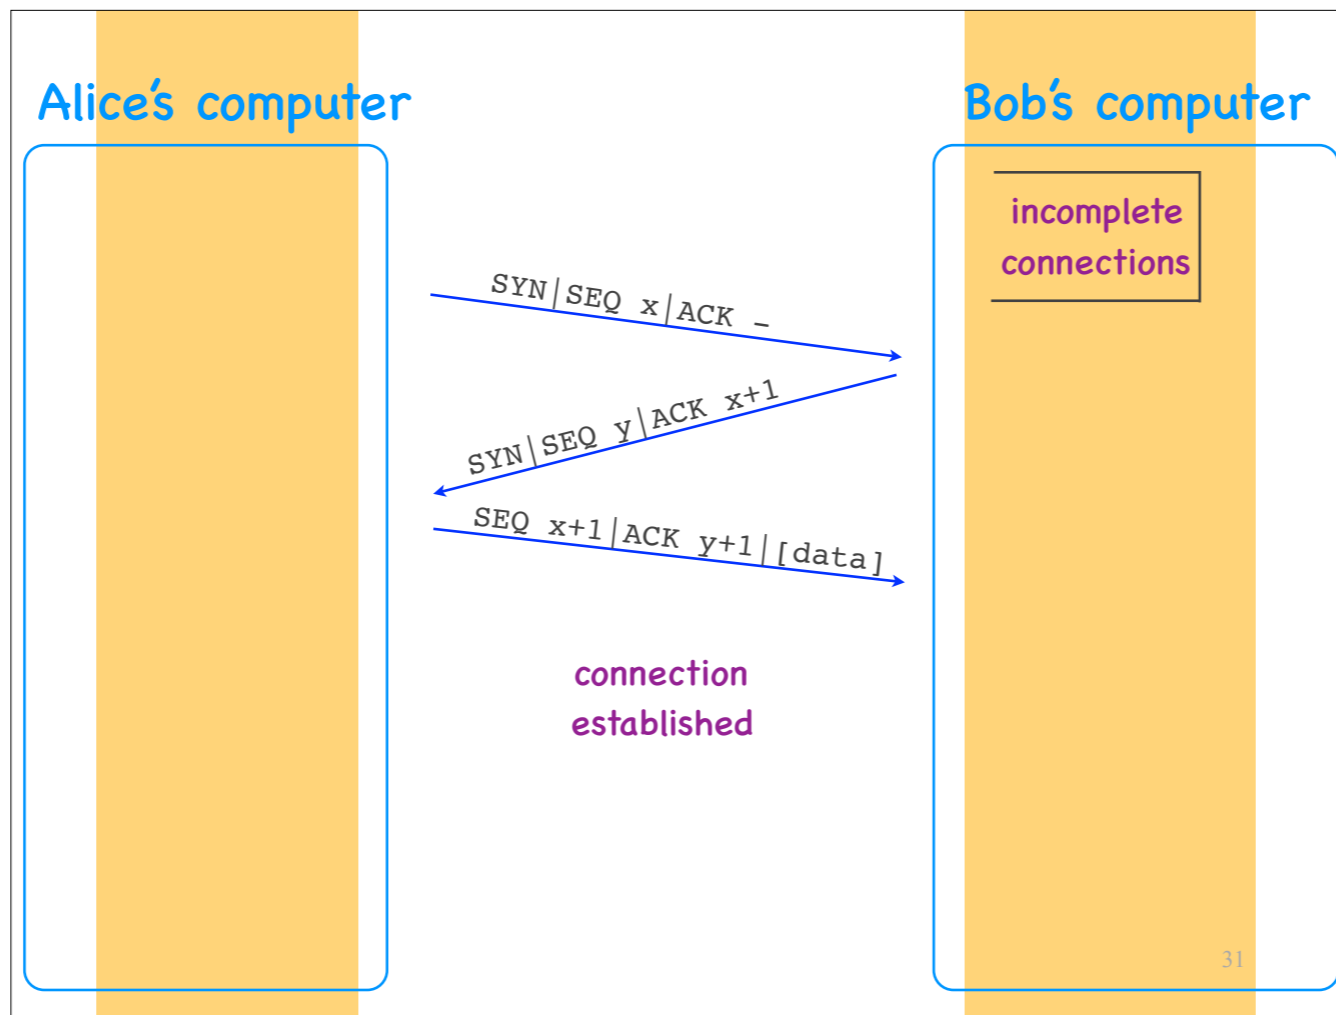 Alice's computer
Bob's computer
incomplete
connections
SYN|SEQ x|ACK -
SYN|SEQ y|ACK x+1
SEQ x+1|ACK y+1|[data]
connection
established
31